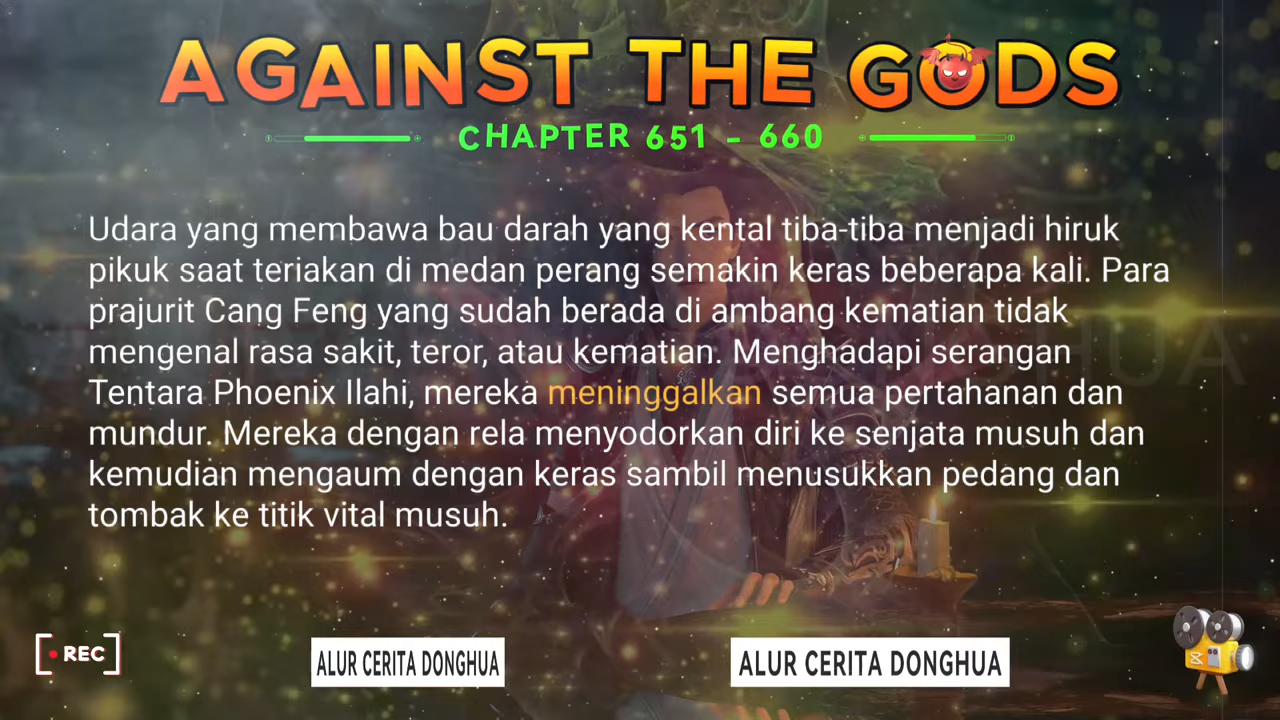 AGAINST THE GODS
CHAPTER 651 - 660
Udara yang membawa bau darah yang kental tiba-tiba menjadi hiruk
pikuk saat teriakan di medan perang semakin keras beberapa kali. Para
prajurit Cang Feng yang sudah berada di ambang kematian tidak
mengenal rasa sakit, teror, atau kematian. Menghadapi serangan
Tentara Phoenix Ilahi, mereka meninggalkan semua pertahanan dan
mundur. Mereka dengan rela menyodorkan diri ke senjata musuh dan
kemudian mengaum dengan keras sambil menusukkan pedang dan
tombak ke titik vital musuh.
REC
ALUR CERITA DONGHUA
ALUR CERITA DONGHUA